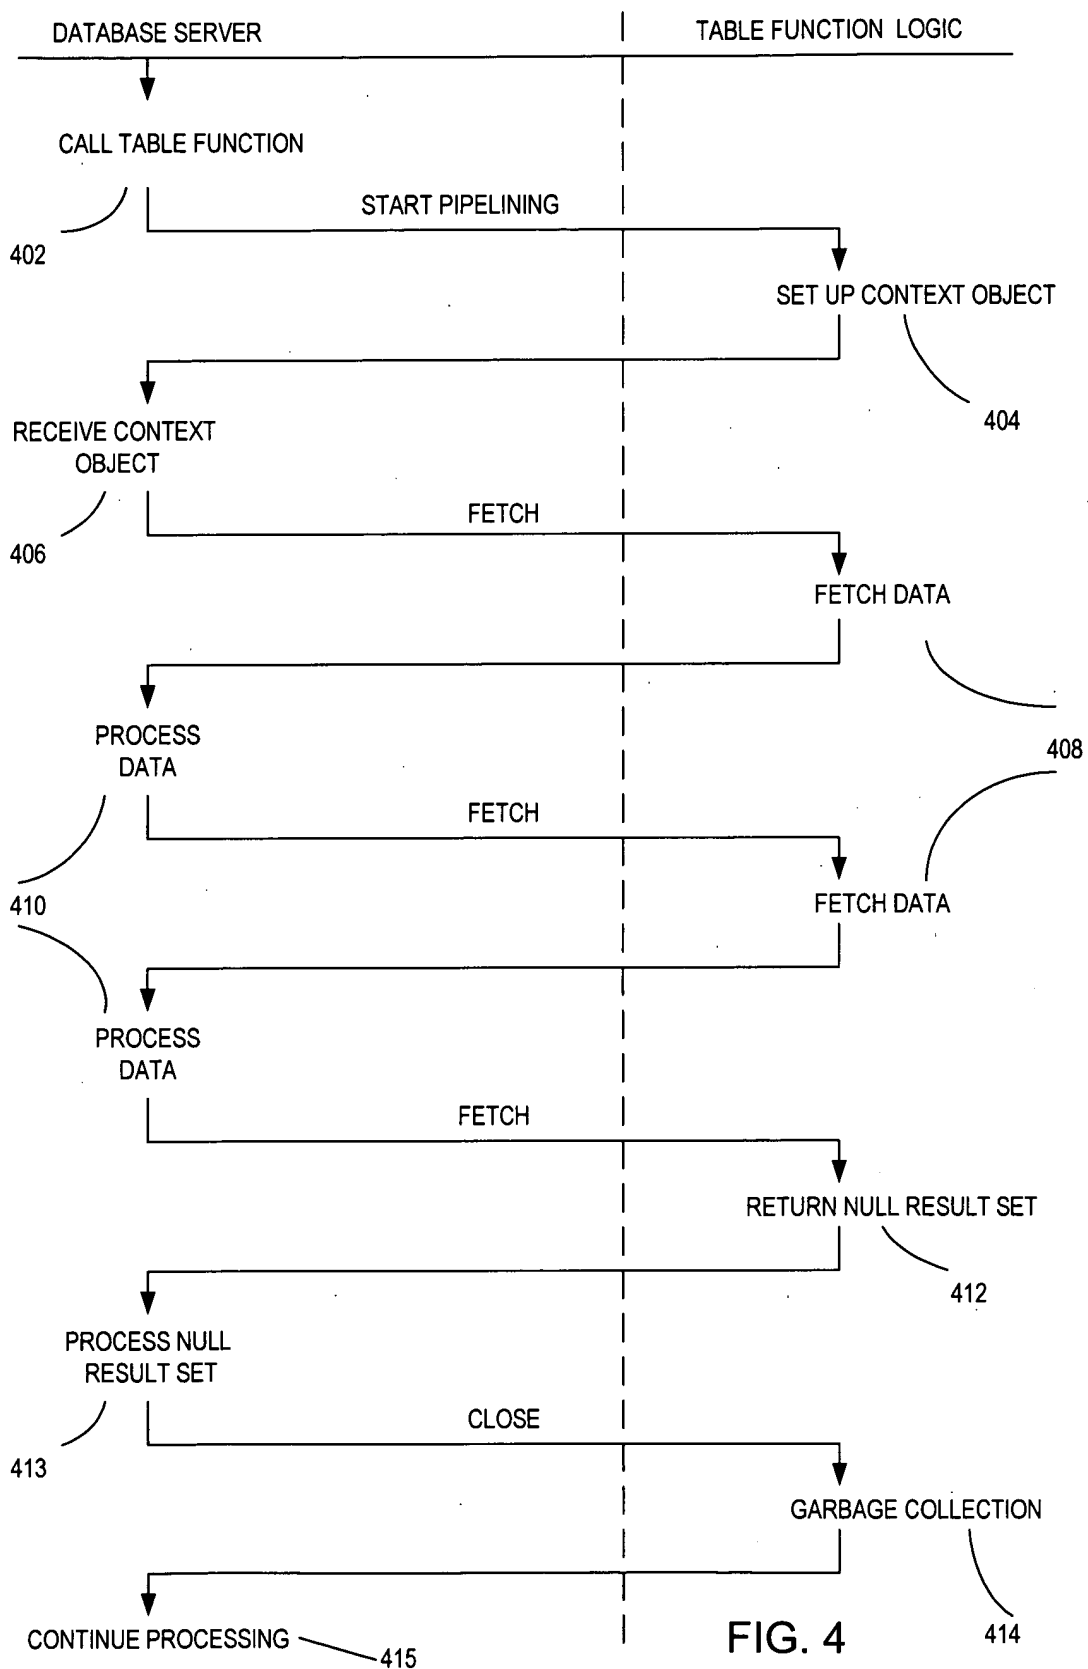 DATABASE SERVER
TABLE FUNCTION LOGIC
CALL TABLE FUNCTION
START PIPELINING
402
SET UP CONTEXT OBJECT
404
RECEIVE CONTEXT
OBJECT
FETCH
406
FETCH DATA
PROCESS
DATA
408
FETCH
410
FETCH DATA
PROCESS
DATA
FETCH
RETURN NULL RESULT SET
412
PROCESS NULL
RESULT SET
CLOSE
413
GARBAGE COLLECTION
CONTINUE PROCESSING
415
FIG. 4
414